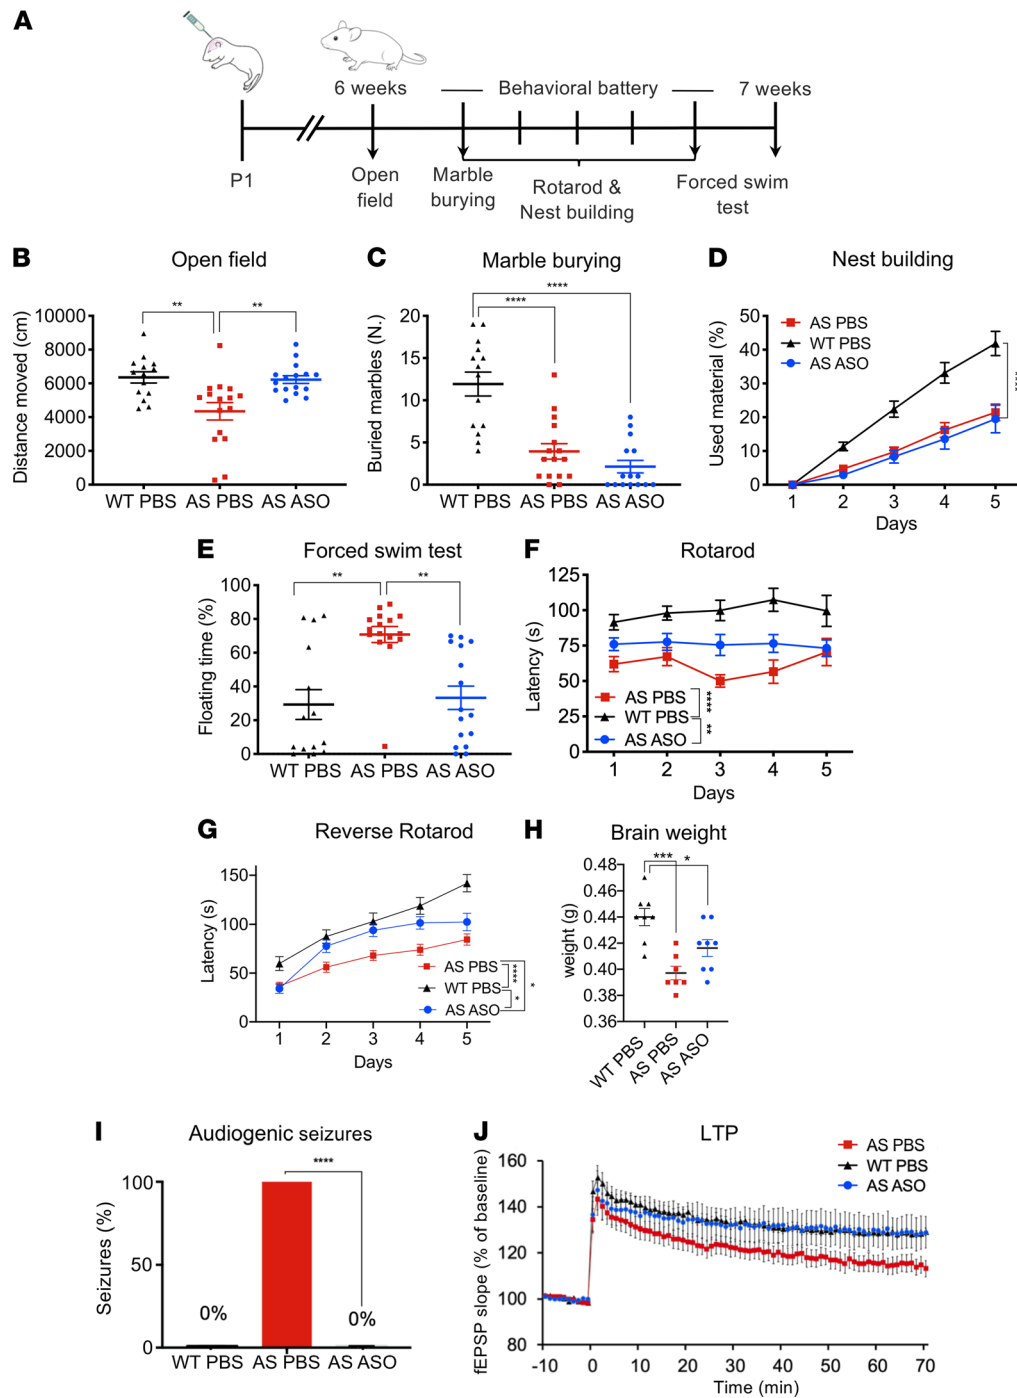 A
6 weeks
Behavioral battery
7 weeks
P1
Open
field
Marble
burying
Rotarod &
Nest building
Forced swim
test
B
Open field
Distance moved (cm)
10000
8000
6000
4000
2000
0
**
**
WT PBS
AS PBS
AS ASO
C
Marble burying
Buried marbles (N.)
20
15
10
5
0
****
****
WT PBS
AS PBS
AS ASO
D
Nest building
Used material (%)
50
40
30
20
10
0
AS PBS
WT PBS
AS ASO
****
1
2
3
4
5
Days
E
Forced swim test
Floating time (%)
100
80
60
40
20
0
**
**
WT PBS
AS PBS
AS ASO
F
Rotarod
Latency (s)
125
100
75
50
25
0
AS PBS
WT PBS
AS ASO
****
**
1
2
3
4
5
Days
G
Reverse Rotarod
Latency (s)
150
100
50
0
AS PBS
WT PBS
AS ASO
****
*
*
1
2
3
4
5
Days
H
Brain weight
weight (g)
0.48
0.46
0.44
0.42
0.40
0.38
0.36
***
*
WT PBS
AS PBS
AS ASO
I
Audiogenic seizures
Seizures (%)
100
50
0
****
0%
0%
WT PBS
AS PBS
AS ASO
J
LTP
fEPSP slope (% of baseline)
160
140
120
100
80
AS PBS
WT PBS
AS ASO
-10
0
10
20
30
40
50
60
70
Time (min)